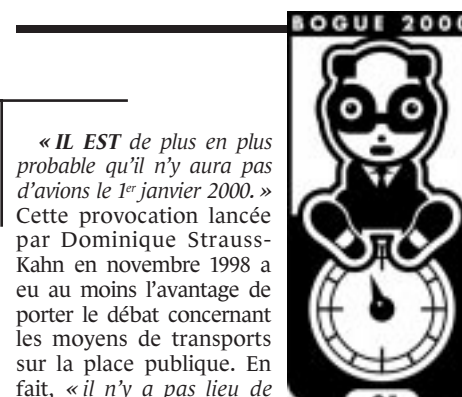 BOGUE 2000
« IL EST de plus en plus
probable qu'il n'y aura pas
d'avions le 1er janvier 2000. »
Cette provocation lancée
par Dominique Strauss-
Kahn en novembre 1998 a
eu au moins l'avantage de
porter le débat concernant
les moyens de transports
sur la place publique. En
fait, « il n'y a pas lieu de